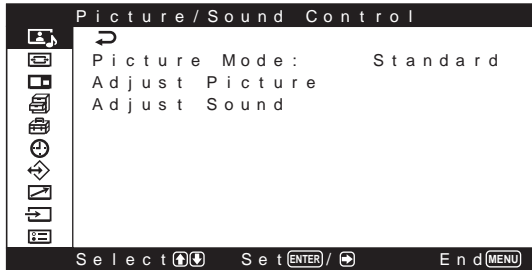 Picture/Sound Control
Picture Mode: Standard
Adjust Picture
Adjust Sound
Select Set ENTER / End MENU